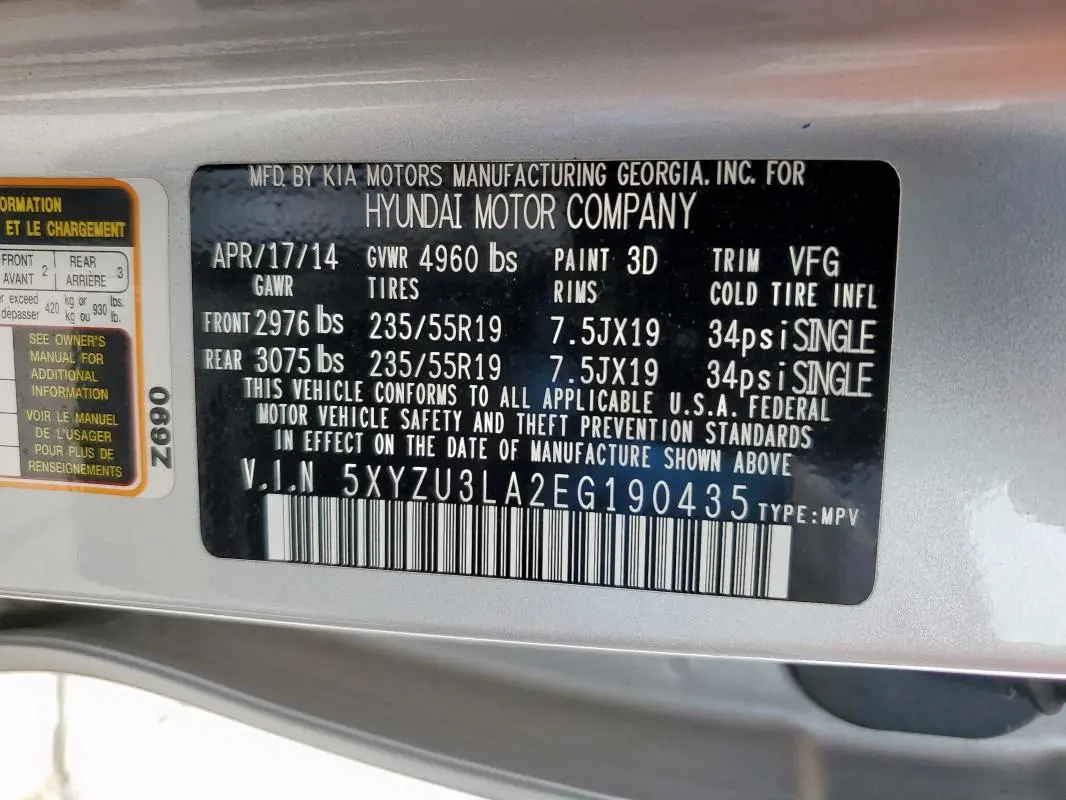 ORMATION
ET LE CHARGEMENT
FRONT AVANT 2 REAR ARRIÈRE 3
er exceed dépasser 420 kg or kg ou 930 lbs. lb.
SEE OWNER'S
MANUAL FOR
ADDITIONAL
INFORMATION
VOIR LE MANUEL
DE L'USAGER
POUR PLUS DE
RENSEIGNEMENTS
Z690
MFD. BY KIA MOTORS MANUFACTURING GEORGIA. INC. FOR
HYUNDAI MOTOR COMPANY
APR/17/14 GVWR 4960 lbs PAINT 3D TRIM VFG
GAWR TIRES RIMS COLD TIRE INFL
FRONT 2976 lbs 235/55R19 7.5JX19 34psi SINGLE
REAR 3075 lbs 235/55R19 7.5JX19 34psi SINGLE
THIS VEHICLE CONFORMS TO ALL APPLICABLE U.S.A. FEDERAL
MOTOR VEHICLE SAFETY AND THEFT PREVENTION STANDARDS
IN EFFECT ON THE DATE OF MANUFACTURE SHOWN ABOVE
V.I.N 5XYZU3LA2EG190435 TYPE:MPV